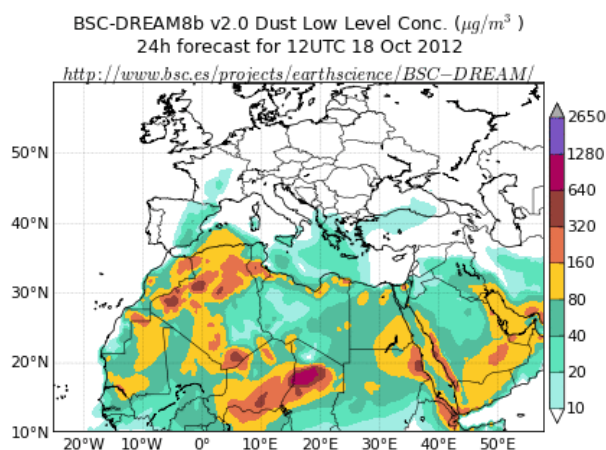 BSC-DREAM8b v2.0 Dust Low Level Conc. (μg/m³ )
24h forecast for 12UTC 18 Oct 2012
http://www.bsc.es/projects/earthscience/BSC−DREAM/
50°N
40°N
30°N
20°N
10°N
20°W 10°W 0° 10°E 20°E 30°E 40°E 50°E
2650
1280
640
320
160
80
40
20
10